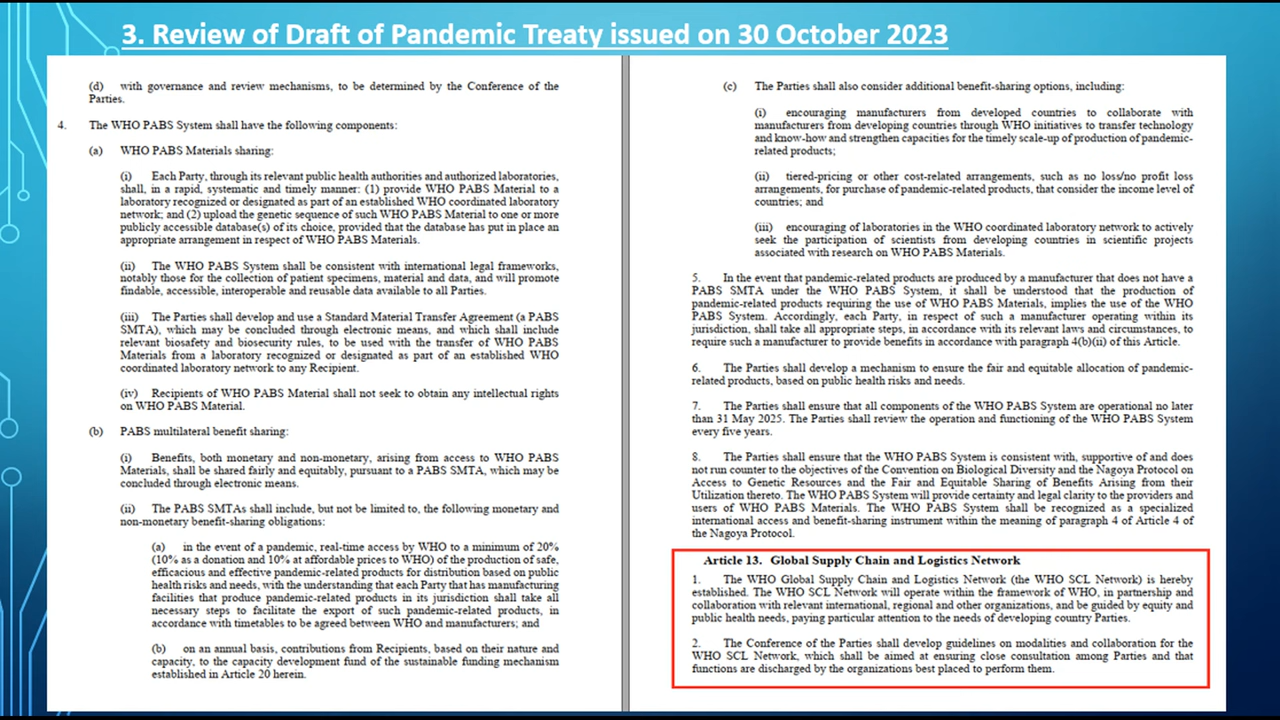 3. Review of Draft of Pandemic Treaty issued on 30 October 2023
(d) with governance and review mechanisms, to be determined by the Conference of the
Parties.
4. The WHO PABS System shall have the following components:
(a) WHO PABS Materials sharing:
(i) Each Party, through its relevant public health authorities and authorized laboratories,
shall, in a rapid, systematic and timely manner: (1) provide WHO PABS Material to a
laboratory recognized or designated as part of an established WHO coordinated laboratory
network; and (2) upload the genetic sequence of such WHO PABS Material to one or more
publicly accessible database(s) of its choice, provided that the database has put in place an
appropriate arrangement in respect of WHO PABS Materials.
(ii) The WHO PABS System shall be consistent with international legal frameworks,
notably those for the collection of patient specimens, material and data, and will promote
findable, accessible, interoperable and reusable data available to all Parties.
(iii) The Parties shall develop and use a Standard Material Transfer Agreement (a PABS
SMTA), which may be concluded through electronic means, and which shall include
relevant biosafety and biosecurity rules, to be used with the transfer of WHO PABS
Materials from a laboratory recognized or designated as part of an established WHO
coordinated laboratory network to any Recipient.
(iv) Recipients of WHO PABS Material shall not seek to obtain any intellectual rights
on WHO PABS Material.
(b) PABS multilateral benefit sharing:
(i) Benefits, both monetary and non-monetary, arising from access to WHO PABS
Materials, shall be shared fairly and equitably, pursuant to a PABS SMTA, which may be
concluded through electronic means.
(ii) The PABS SMTAs shall include, but not be limited to, the following monetary and
non-monetary benefit-sharing obligations:
(a) in the event of a pandemic, real-time access by WHO to a minimum of 20%
(10% as a donation and 10% at affordable prices to WHO) of the production of safe,
efficacious and effective pandemic-related products for distribution based on public
health risks and needs, with the understanding that each Party that has manufacturing
facilities that produce pandemic-related products in its jurisdiction shall take all
necessary steps to facilitate the export of such pandemic-related products, in
accordance with timetables to be agreed between WHO and manufacturers; and
(b) on an annual basis, contributions from Recipients, based on their nature and
capacity, to the capacity development fund of the sustainable funding mechanism
established in Article 20 herein.
(c) The Parties shall also consider additional benefit-sharing options, including:
(i) encouraging manufacturers from developed countries to collaborate with
manufacturers from developing countries through WHO initiatives to transfer technology
and know-how and strengthen capacities for the timely scale-up of production of pandemic-
related products;
(ii) tiered-pricing or other cost-related arrangements, such as no loss/no profit loss
arrangements, for purchase of pandemic-related products, that consider the income level of
countries; and
(iii) encouraging of laboratories in the WHO coordinated laboratory network to actively
seek the participation of scientists from developing countries in scientific projects
associated with research on WHO PABS Materials.
5. In the event that pandemic-related products are produced by a manufacturer that does not have a
PABS SMTA under the WHO PABS System, it shall be understood that the production of
pandemic-related products requiring the use of WHO PABS Materials, implies the use of the WHO
PABS System. Accordingly, each Party, in respect of such a manufacturer operating within its
jurisdiction, shall take all appropriate steps, in accordance with its relevant laws and circumstances, to
require such a manufacturer to provide benefits in accordance with paragraph 4(b)(ii) of this Article.
6. The Parties shall develop a mechanism to ensure the fair and equitable allocation of pandemic-
related products, based on public health risks and needs.
7. The Parties shall ensure that all components of the WHO PABS System are operational no later
than 31 May 2025. The Parties shall review the operation and functioning of the WHO PABS System
every five years.
8. The Parties shall ensure that the WHO PABS System is consistent with, supportive of and does
not run counter to the objectives of the Convention on Biological Diversity and the Nagoya Protocol on
Access to Genetic Resources and the Fair and Equitable Sharing of Benefits Arising from their
Utilization thereto. The WHO PABS System will provide certainty and legal clarity to the providers and
users of WHO PABS Materials. The WHO PABS System shall be recognized as a specialized
international access and benefit-sharing instrument within the meaning of paragraph 4 of Article 4 of
the Nagoya Protocol.
Article 13. Global Supply Chain and Logistics Network
1. The WHO Global Supply Chain and Logistics Network (the WHO SCL Network) is hereby
established. The WHO SCL Network will operate within the framework of WHO, in partnership and
collaboration with relevant international, regional and other organizations, and be guided by equity and
public health needs, paying particular attention to the needs of developing country Parties.
2. The Conference of the Parties shall develop guidelines on modalities and collaboration for the
WHO SCL Network, which shall be aimed at ensuring close consultation among Parties and that
functions are discharged by the organizations best placed to perform them.